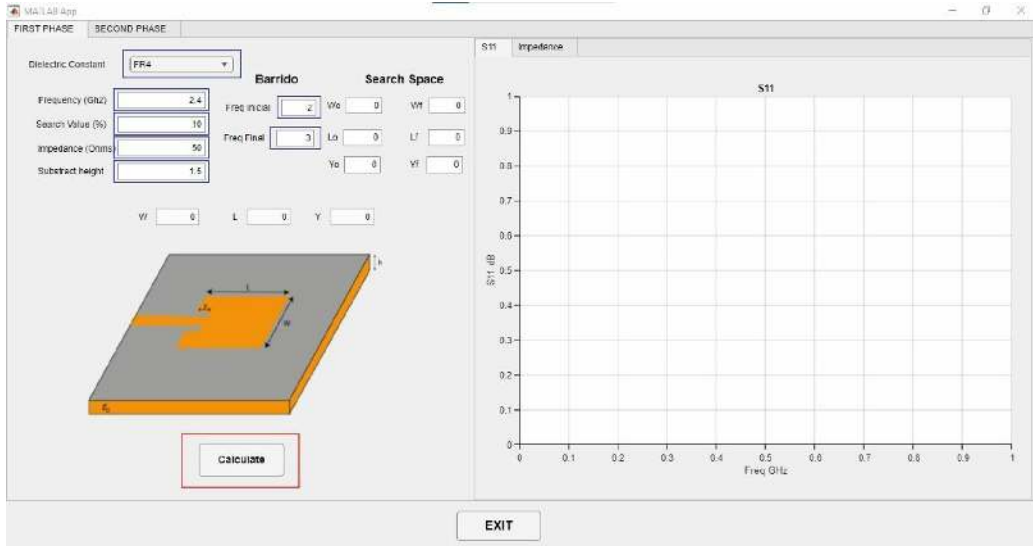 MATLAB App
FIRST PHASE SECOND PHASE
Dielectric Constant FR4
Barrido Search Space
Frequency (Ghz) 2.4 Freq Inicial 2 Wo 0 Wf 0
Search Value (%) 10 Freq Final 3 Lo 0 Lf 0
Impedance (Ohms) 50 Yo 0 Yf 0
Substract height 1.5
W 0 L 0 Y 0
h
L
W
Calculate
S11 Impedance
S11
1
0.9
0.8
0.7
0.6
0.5
0.4
0.3
0.2
0.1
0
S11 dB
0 0.1 0.2 0.3 0.4 0.5 0.6 0.7 0.8 0.9 1
Freq GHz
EXIT